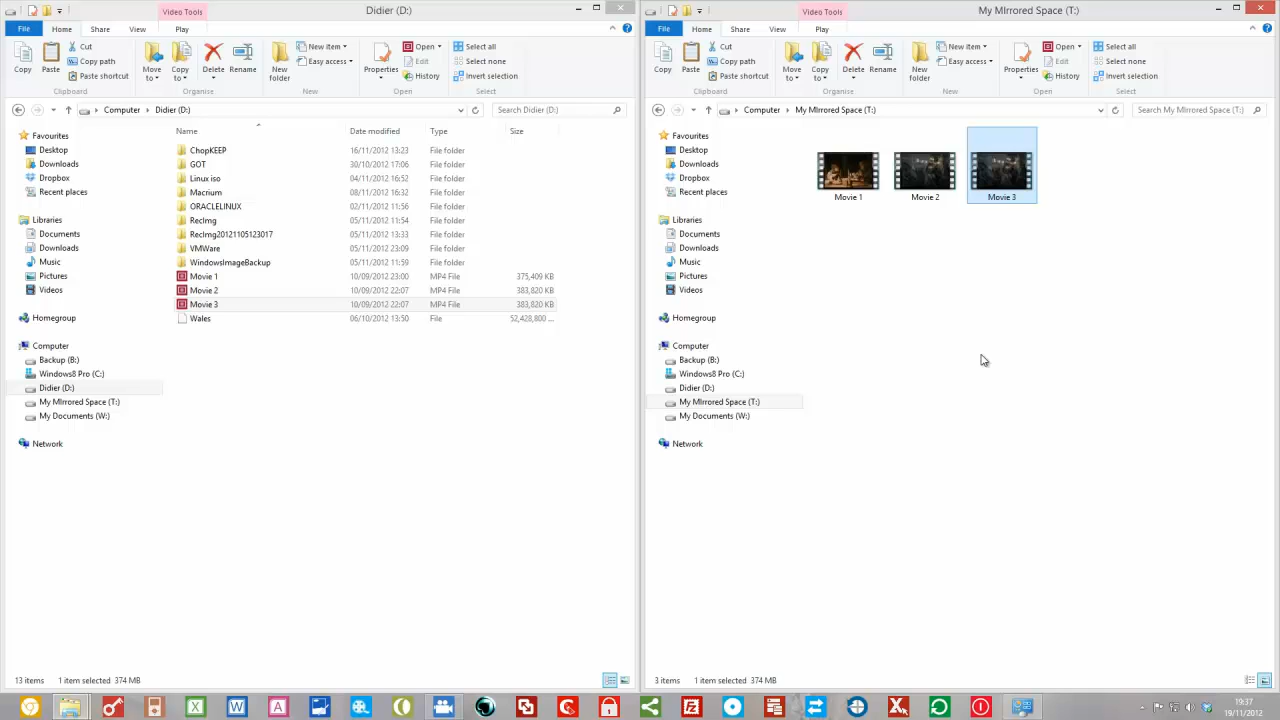 Video Tools
Didier (D:)
File
Home
Share
View
Play
Copy
Paste
Cut
Copy path
Paste shortcut
Clipboard
Move
to
Copy
to
Delete
Rename
Organise
New
folder
New item
Easy access
New
Properties
Open
Edit
History
Open
Select all
Select none
Invert selection
Select
Computer
Didier (D:)
Search Didier (D:)
Favourites
Desktop
Downloads
Dropbox
Recent places
Libraries
Documents
Downloads
Music
Pictures
Videos
Homegroup
Computer
Backup (B:)
Windows8 Pro (C:)
Didier (D:)
My MIrrored Space (T:)
My Documents (W:)
Network
Name Date modified Type Size
ChopKEEP 16/11/2012 13:23 File folder
GOT 30/10/2012 17:06 File folder
Linux iso 04/11/2012 16:52 File folder
Macrium 08/11/2012 16:32 File folder
ORACLELINUX 02/11/2012 11:56 File folder
RecImg 05/11/2012 11:54 File folder
RecImg20121105123017 05/11/2012 13:33 File folder
VMWare 05/11/2012 23:09 File folder
WindowsImageBackup 05/11/2012 11:59 File folder
Movie 1 10/09/2012 23:00 MP4 File 375,409 KB
Movie 2 10/09/2012 22:07 MP4 File 383,820 KB
Movie 3 10/09/2012 22:07 MP4 File 383,820 KB
Wales 06/10/2012 13:50 File 52,428,800 ...
13 items 1 item selected 374 MB
Video Tools
My MIrrored Space (T:)
File
Home
Share
View
Play
Copy
Paste
Cut
Copy path
Paste shortcut
Clipboard
Move
to
Copy
to
Delete
Rename
Organise
New
folder
New item
Easy access
New
Properties
Open
Edit
History
Open
Select all
Select none
Invert selection
Select
Computer
My MIrrored Space (T:)
Search My MIrrored Space (T:)
Favourites
Desktop
Downloads
Dropbox
Recent places
Libraries
Documents
Downloads
Music
Pictures
Videos
Homegroup
Computer
Backup (B:)
Windows8 Pro (C:)
Didier (D:)
My MIrrored Space (T:)
My Documents (W:)
Network
Movie 1
Movie 2
Movie 3
3 items 1 item selected 374 MB
19:37
19/11/2012